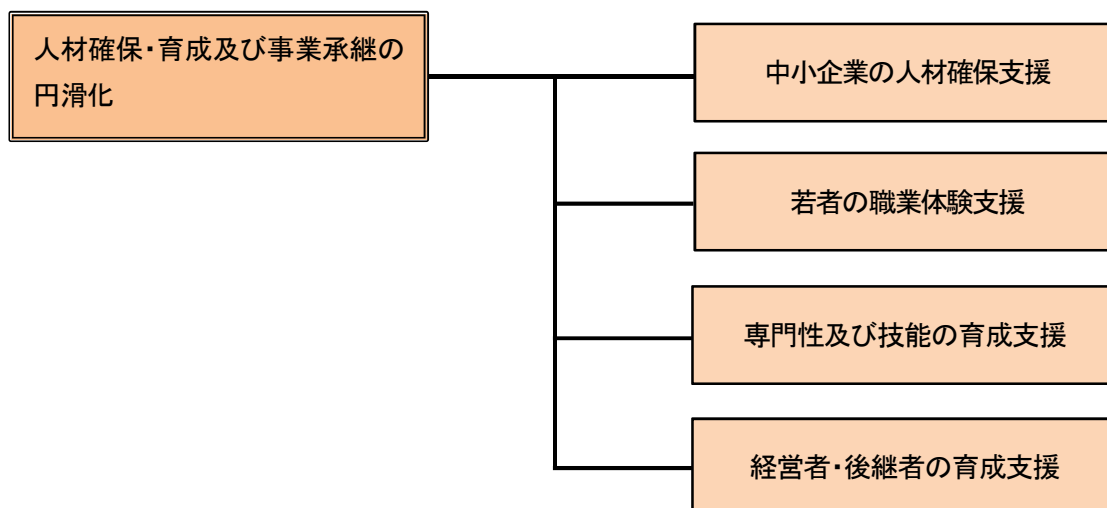 人材確保・育成及び事業承継の
円滑化
中小企業の人材確保支援
若者の職業体験支援
専門性及び技能の育成支援
経営者・後継者の育成支援